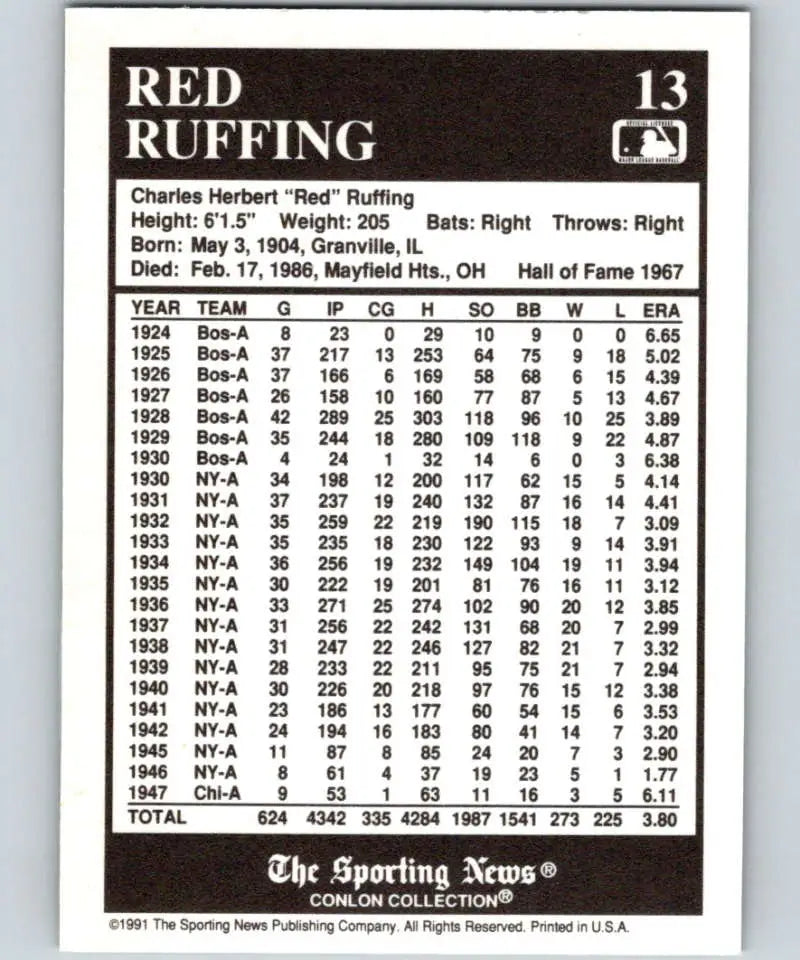 RED 13
RUFFING
OFFICIAL LICENSEE
MAJOR LEAGUE BASEBALL
Charles Herbert "Red" Ruffing
Height: 6'1.5" Weight: 205 Bats: Right Throws: Right
Born: May 3, 1904, Granville, IL
Died: Feb. 17, 1986, Mayfield Hts., OH Hall of Fame 1967
YEAR TEAM G IP CG H SO BB W L ERA
1924 Bos-A 8 23 0 29 10 9 0 0 6.65
1925 Bos-A 37 217 13 253 64 75 9 18 5.02
1926 Bos-A 37 166 6 169 58 68 6 15 4.39
1927 Bos-A 26 158 10 160 77 87 5 13 4.67
1928 Bos-A 42 289 25 303 118 96 10 25 3.89
1929 Bos-A 35 244 18 280 109 118 9 22 4.87
1930 Bos-A 4 24 1 32 14 6 0 3 6.38
1930 NY-A 34 198 12 200 117 62 15 5 4.14
1931 NY-A 37 237 19 240 132 87 16 14 4.41
1932 NY-A 35 259 22 219 190 115 18 7 3.09
1933 NY-A 35 235 18 230 122 93 9 14 3.91
1934 NY-A 36 256 19 232 149 104 19 11 3.94
1935 NY-A 30 222 19 201 81 76 16 11 3.12
1936 NY-A 33 271 25 274 102 90 20 12 3.85
1937 NY-A 31 256 22 242 131 68 20 7 2.99
1938 NY-A 31 247 22 246 127 82 21 7 3.32
1939 NY-A 28 233 22 211 95 75 21 7 2.94
1940 NY-A 30 226 20 218 97 76 15 12 3.38
1941 NY-A 23 186 13 177 60 54 15 6 3.53
1942 NY-A 24 194 16 183 80 41 14 7 3.20
1945 NY-A 11 87 8 85 24 20 7 3 2.90
1946 NY-A 8 61 4 37 19 23 5 1 1.77
1947 Chi-A 9 53 1 63 11 16 3 5 6.11
TOTAL 624 4342 335 4284 1987 1541 273 225 3.80
The Sporting News®
CONLON COLLECTION®
©1991 The Sporting News Publishing Company. All Rights Reserved. Printed in U.S.A.